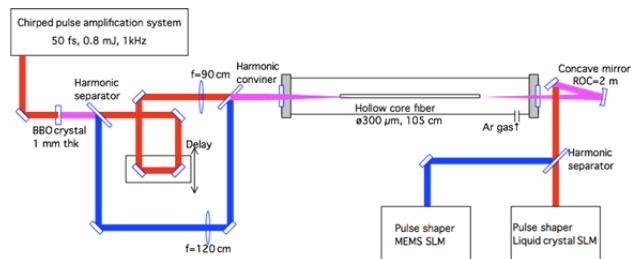 Chirped pulse amplification system
50 fs, 0.8 mJ, 1kHz
Harmonic
separator
BBO crystal
1 mm thk
f=90 cm
Delay
f=120 cm
Harmonic
conviner
Hollow core fiber
ø300 µm, 105 cm
Ar gas↑
Concave mirror
ROC=2 m
Harmonic
separator
Pulse shaper
MEMS SLM
Pulse shaper
Liquid crystal SLM